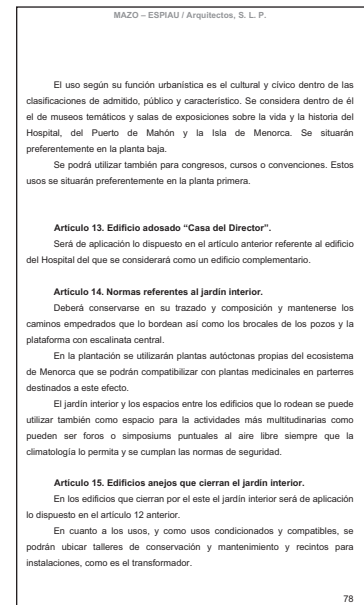 MAZO – ESPIAU / Arquitectos, S. L. P.
El uso según su función urbanística es el cultural y cívico dentro de las
clasificaciones de admitido, público y característico. Se considera dentro de él
el de museos temáticos y salas de exposiciones sobre la vida y la historia del
Hospital, del Puerto de Mahón y la Isla de Menorca. Se situarán
preferentemente en la planta baja.
Se podrá utilizar también para congresos, cursos o convenciones. Estos
usos se situarán preferentemente en la planta primera.
Artículo 13. Edificio adosado “Casa del Director”.
Será de aplicación lo dispuesto en el artículo anterior referente al edificio
del Hospital del que se considerará como un edificio complementario.
Artículo 14. Normas referentes al jardín interior.
Deberá conservarse en su trazado y composición y mantenerse los
caminos empedrados que lo bordean así como los brocales de los pozos y la
plataforma con escalinata central.
En la plantación se utilizarán plantas autóctonas propias del ecosistema
de Menorca que se podrán compatibilizar con plantas medicinales en parterres
destinados a este efecto.
El jardín interior y los espacios entre los edificios que lo rodean se puede
utilizar también como espacio para la actividades más multitudinarias como
pueden ser foros o simposiums puntuales al aire libre siempre que la
climatología lo permita y se cumplan las normas de seguridad.
Artículo 15. Edificios anejos que cierran el jardín interior.
En los edificios que cierran por el este el jardín interior será de aplicación
lo dispuesto en el artículo 12 anterior.
En cuanto a los usos, y como usos condicionados y compatibles, se
podrán ubicar talleres de conservación y mantenimiento y recintos para
instalaciones, como es el transformador.
78